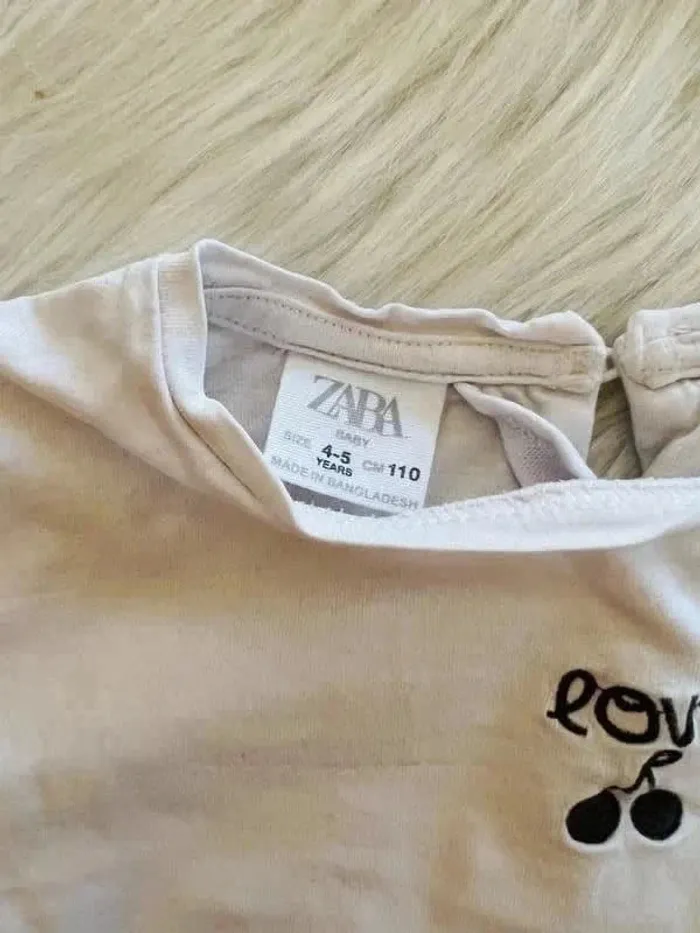 ZARA
BABY
SIZE 4-5 YEARS CM 110
MADE IN BANGLADESH
lov